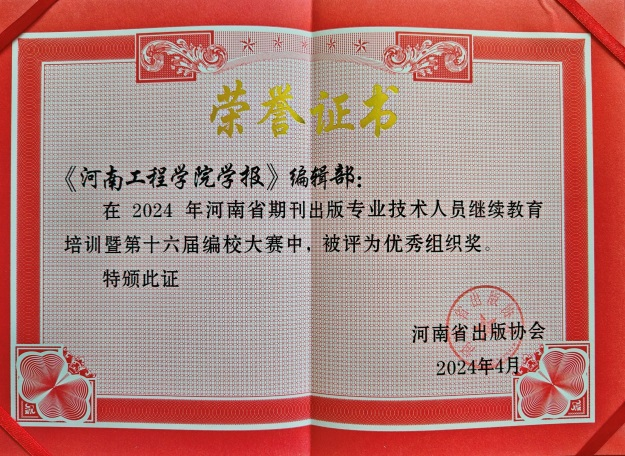 荣誉证书
《河南工程学院学报》编辑部：
在 2024 年河南省期刊出版专业技术人员继续教育
培训暨第十六届编校大赛中，被评为优秀组织奖。
特颁此证
河南省出版协会
2024年4月